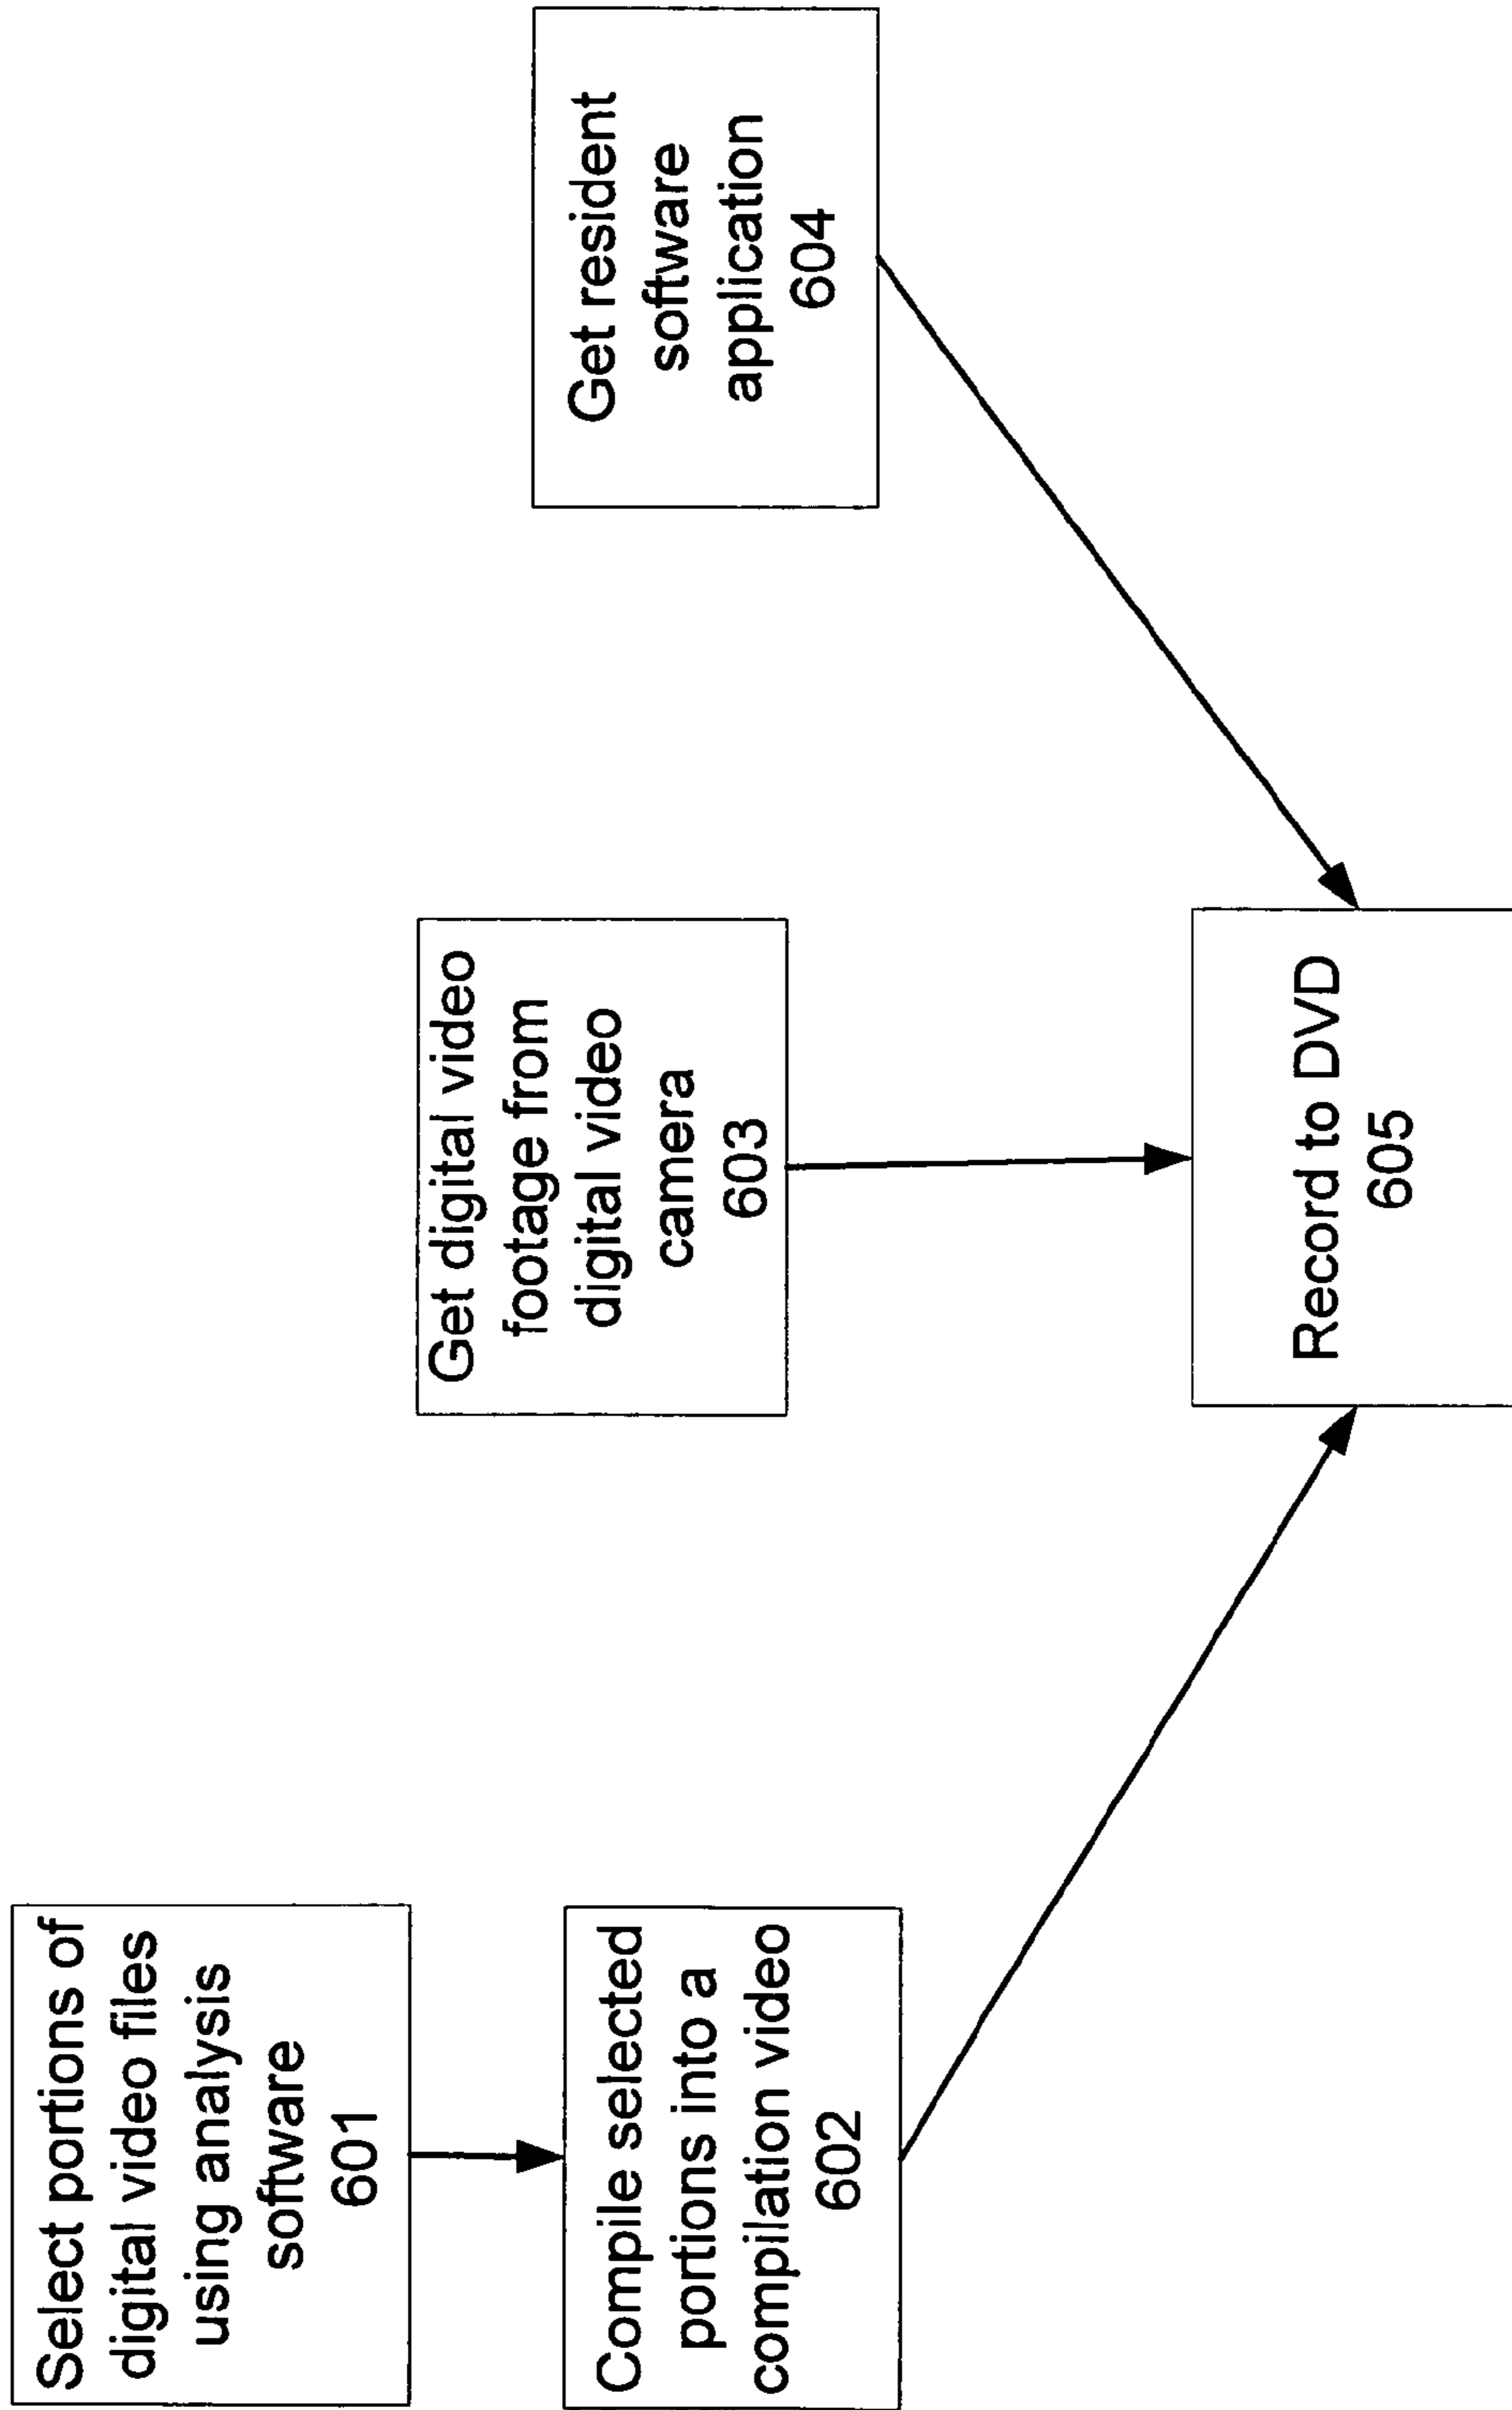 Select portions of
digital video files
using analysis
software
601
Compile selected
portions into a
compilation video
602
Get digital video
footage from
digital video
camera
603
Get resident
software
application
604
Record to DVD
605